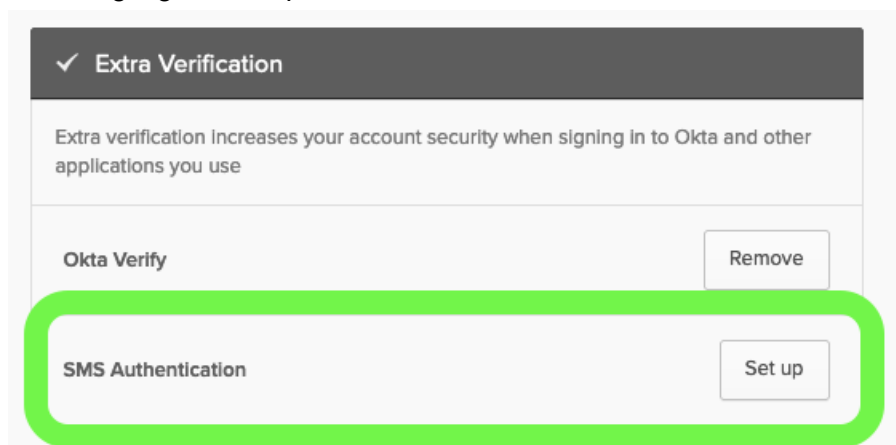 ✓ Extra Verification
Extra verification increases your account security when signing in to Okta and other
applications you use
Okta Verify
Remove
SMS Authentication
Set up